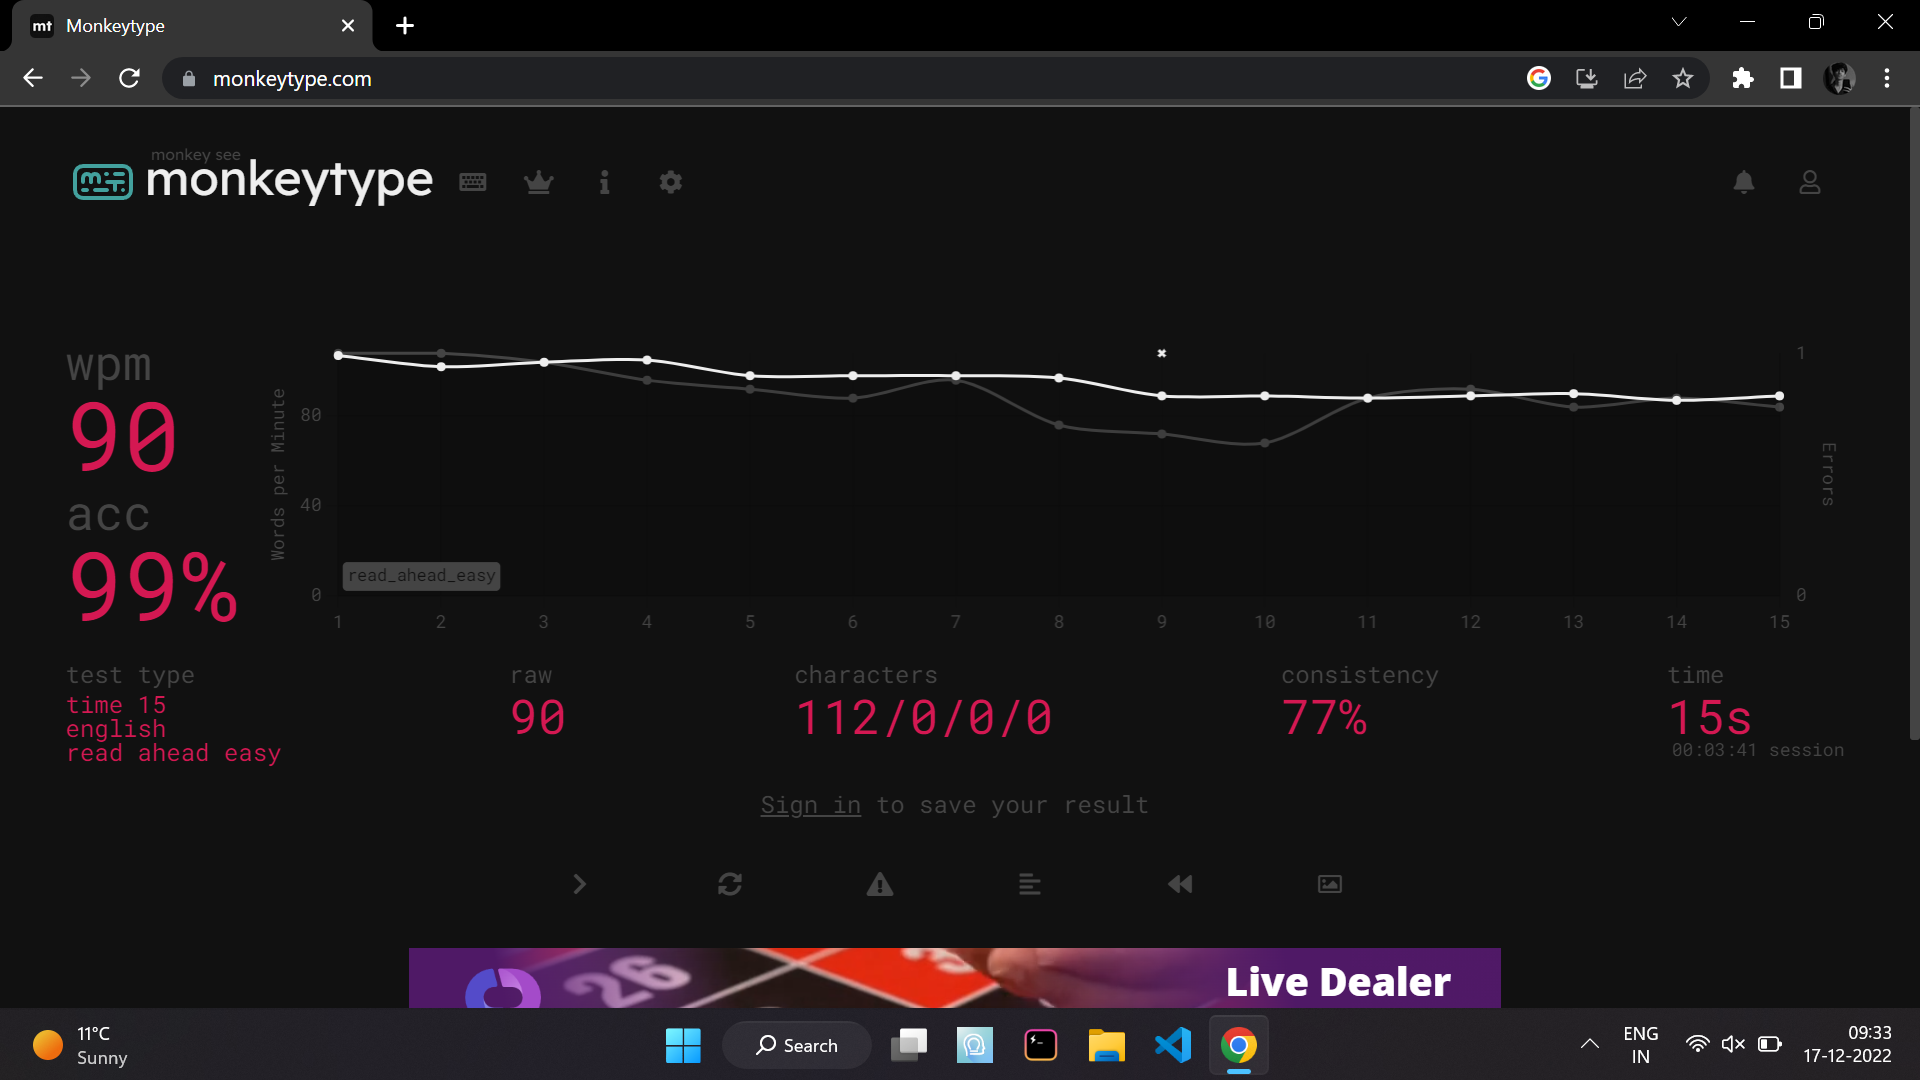 mt Monkeytype
monkeytype.com
monkey see
monkeytype
wpm
90
acc
99%
Words per Minute
80
40
0
1
0
Errors
read_ahead_easy
1 2 3 4 5 6 7 8 9 10 11 12 13 14 15
test type
time 15
english
read ahead easy
raw
90
characters
112/0/0/0
consistency
77%
time
15s
00:03:41 session
Sign in to save your result
26
Live Dealer
11°C
Sunny
Search
ENG
IN
09:33
17-12-2022